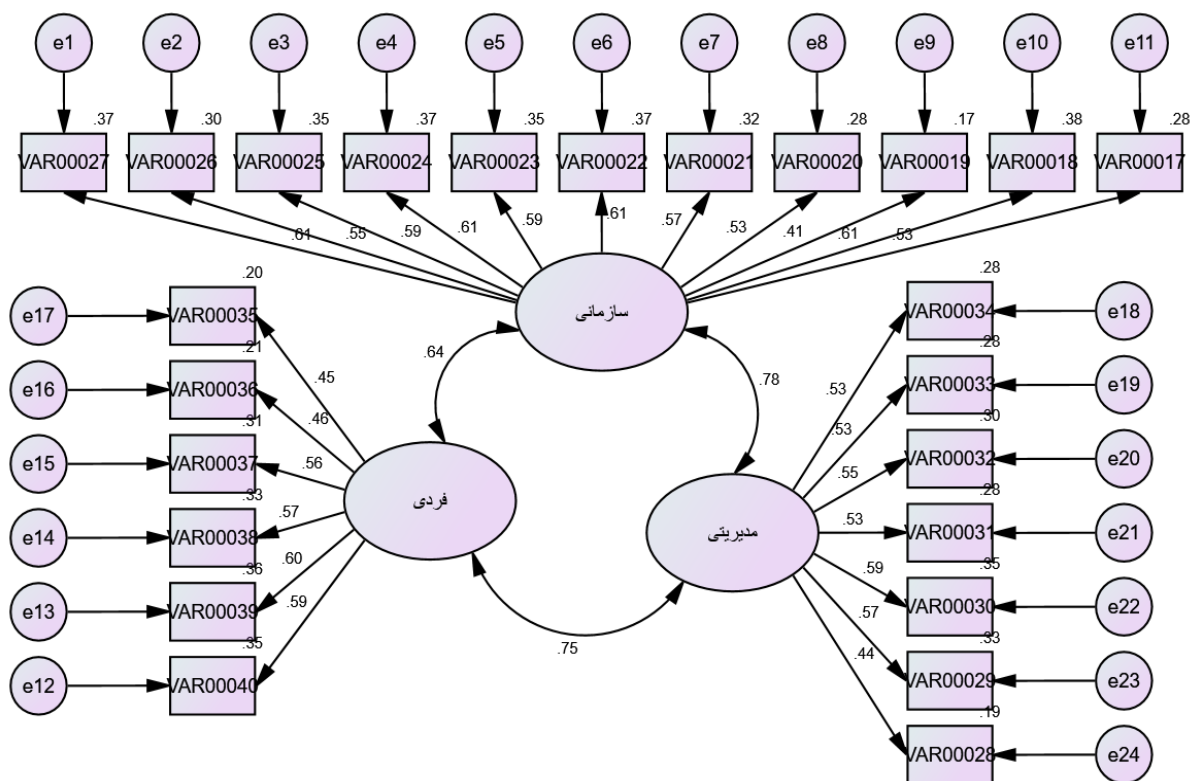 e1 e2 e3 e4 e5 e6 e7 e8 e9 e10 e11
.37 .30 .35 .37 .35 .37 .32 .28 .17 .38 .28
VAR00027 VAR00026 VAR00025 VAR00024 VAR00023 VAR00022 VAR00021 VAR00020 VAR00019 VAR00018 VAR00017
.61 .55 .59 .61 .59 .61 .57 .53 .41 .61 .53
سازمانی
.64
.78
.20
e17 VAR00035
.45
.21
e16 VAR00036
.46
.31
e15 VAR00037
.56
.33
e14 VAR00038
.57
.36
e13 VAR00039
.60
.35
e12 VAR00040
.59
فردی
.75
مدیریتی
.28
.53
VAR00034 e18
.28
.53
VAR00033 e19
.30
.55
VAR00032 e20
.28
.53
VAR00031 e21
.35
.59
VAR00030 e22
.33
.57
VAR00029 e23
.19
.44
VAR00028 e24